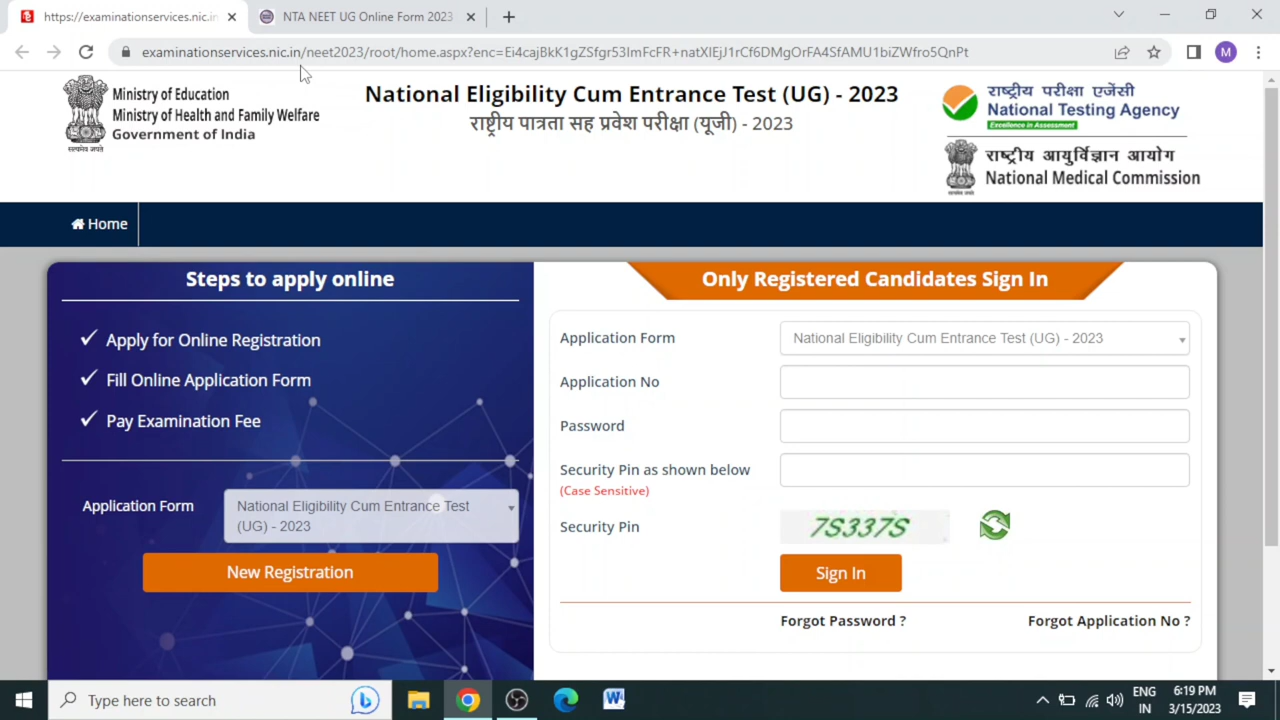 https://examinationservices.nic.in
NTA NEET UG Online Form 2023
examinationservices.nic.in/neet2023/root/home.aspx?enc=Ei4cajBkK1gZSfgr53ImFcFR+natXlEjJ1rCf6DMgOrFA4SfAMU1biZWfro5QnPt
M
Ministry of Education
Ministry of Health and Family Welfare
Government of India
सत्यमेव जयते
National Eligibility Cum Entrance Test (UG) - 2023
राष्ट्रीय पात्रता सह प्रवेश परीक्षा (यूजी) - 2023
राष्ट्रीय परीक्षा एजेंसी
National Testing Agency
Excellence in Assessment
राष्ट्रीय आयुर्विज्ञान आयोग
National Medical Commission
Home
Steps to apply online
Apply for Online Registration
Fill Online Application Form
Pay Examination Fee
Application Form
National Eligibility Cum Entrance Test
(UG) - 2023
New Registration
Only Registered Candidates Sign In
Application Form
National Eligibility Cum Entrance Test (UG) - 2023
Application No
Password
Security Pin as shown below
(Case Sensitive)
Security Pin
7S337S
Sign In
Forgot Password ?
Forgot Application No ?
Type here to search
ENG
IN
6:19 PM
3/15/2023